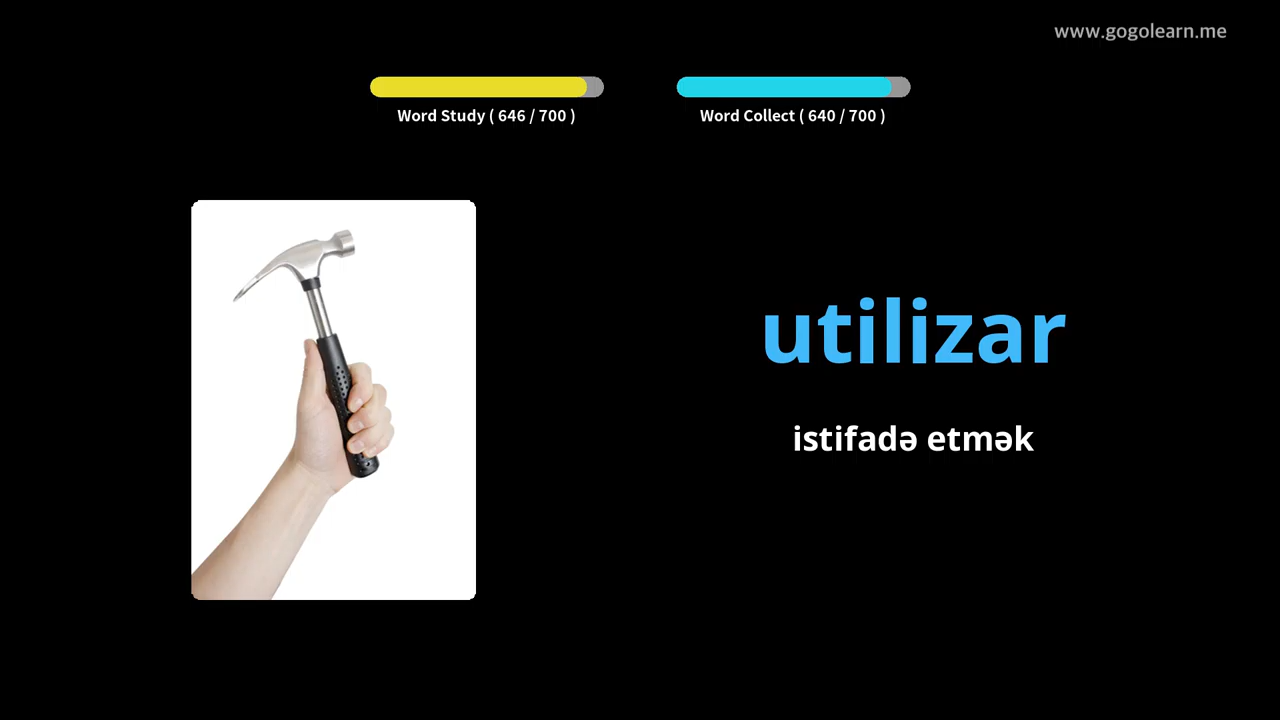 www.gogolearn.me
Word Study ( 646 / 700 )
Word Collect ( 640 / 700 )
utilizar
istifadə etmək